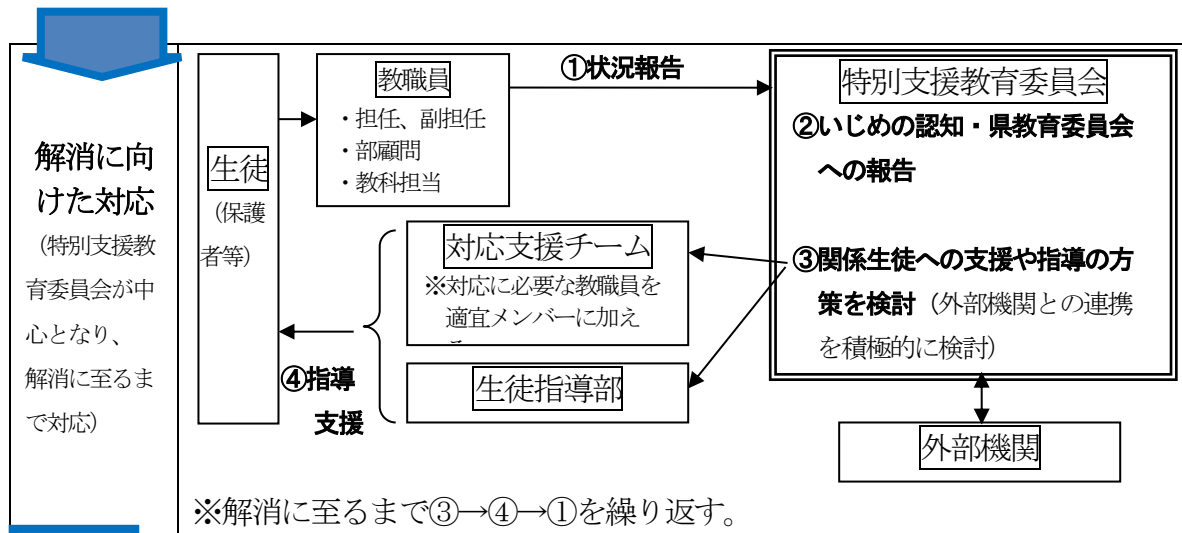 解消に向
けた対応
（特別支援教
育委員会が中
心となり、
解消に至るま
で対応）
生徒
（保護
者等）
教職員
・担任、副担任
・部顧問
・教科担当
①状況報告
特別支援教育委員会
②いじめの認知・県教育委員会
への報告
③関係生徒への支援や指導の方
策を検討（外部機関との連携
を積極的に検討）
対応支援チーム
※対応に必要な教職員を
適宜メンバーに加え
生徒指導部
④指導
支援
外部機関
※解消に至るまで③→④→①を繰り返す。